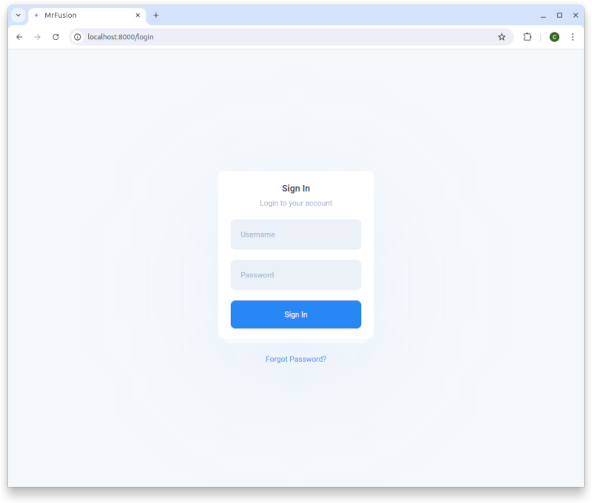 MrFusion
localhost:8000/login
C
Sign In
Login to your account
Username
Password
Sign In
Forgot Password?